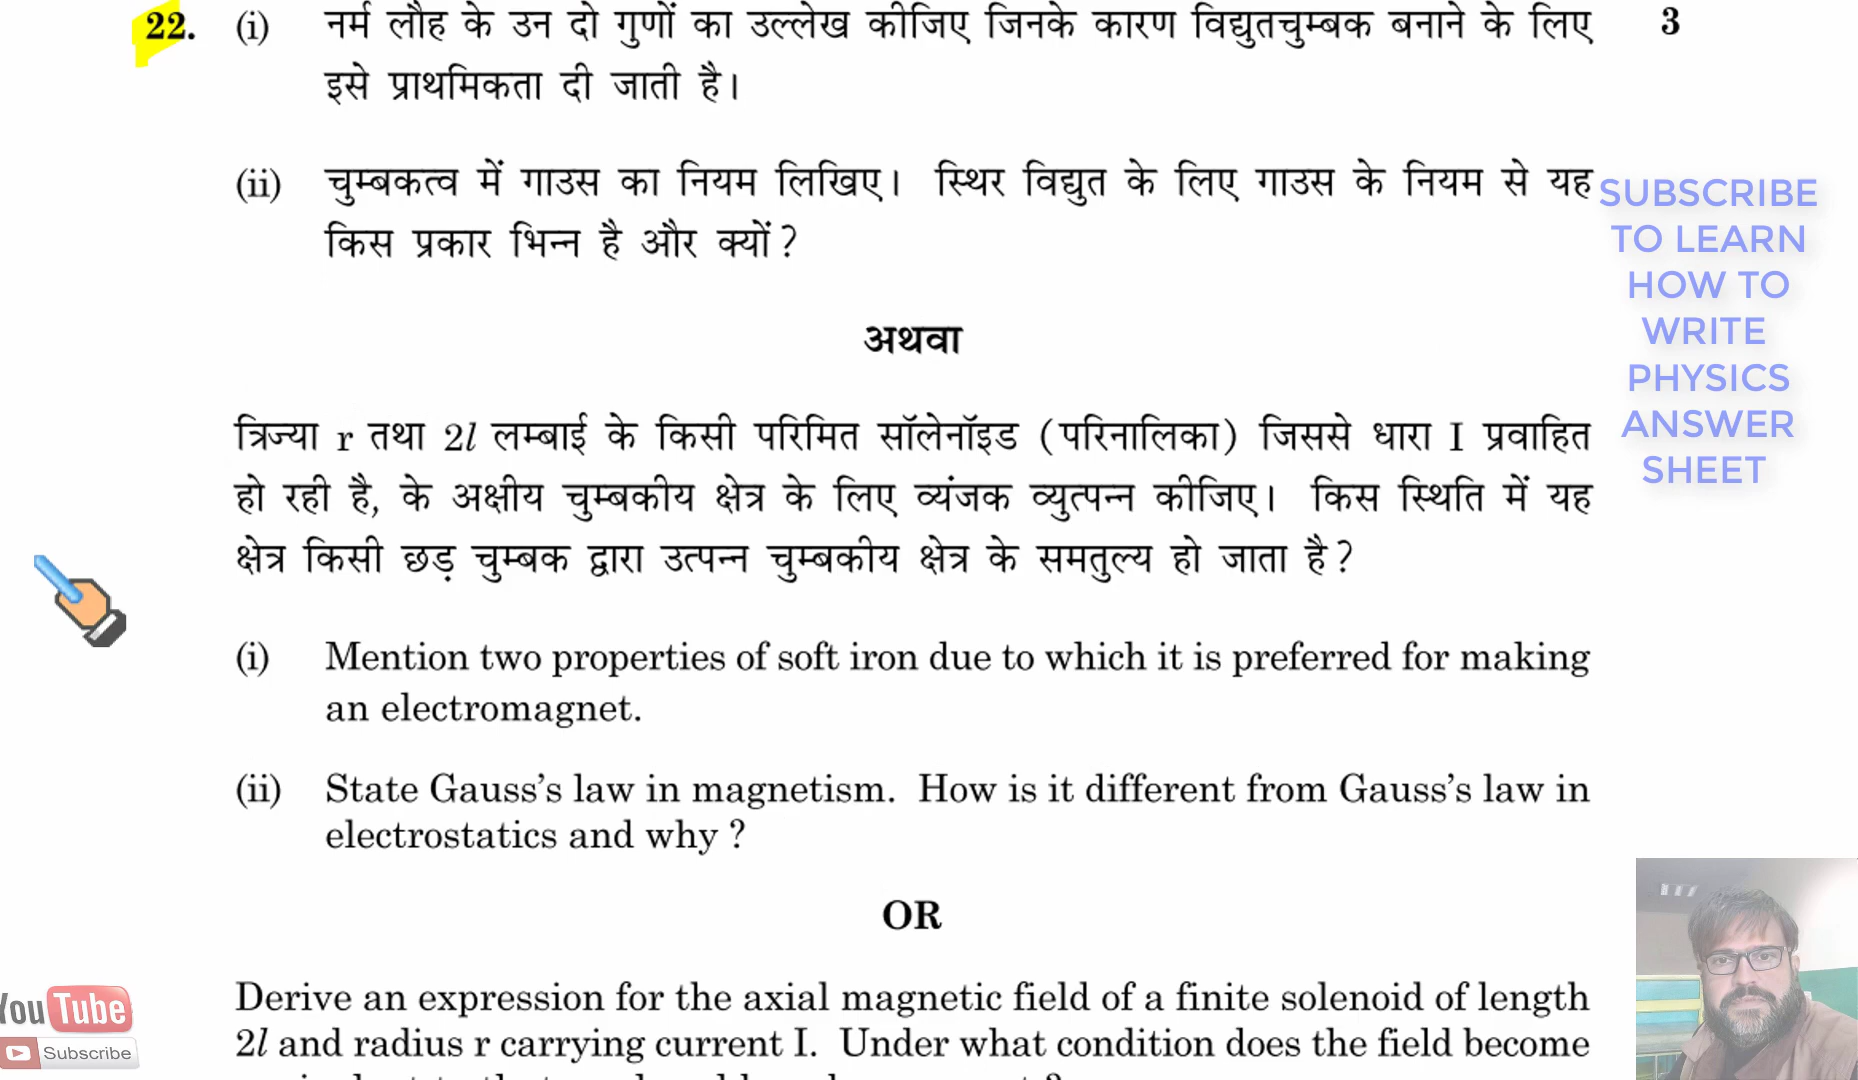 22. (i) नर्म लौह के उन दो गुणों का उल्लेख कीजिए जिनके कारण विद्युतचुम्बक बनाने के लिए 3
इसे प्राथमिकता दी जाती है।
(ii) चुम्बकत्व में गाउस का नियम लिखिए। स्थिर विद्युत के लिए गाउस के नियम से यह
किस प्रकार भिन्न है और क्यों ?
अथवा
त्रिज्या r तथा 2l लम्बाई के किसी परिमित सॉलेनॉइड (परिनालिका) जिससे धारा I प्रवाहित
हो रही है, के अक्षीय चुम्बकीय क्षेत्र के लिए व्यंजक व्युत्पन्न कीजिए। किस स्थिति में यह
क्षेत्र किसी छड़ चुम्बक द्वारा उत्पन्न चुम्बकीय क्षेत्र के समतुल्य हो जाता है ?
(i) Mention two properties of soft iron due to which it is preferred for making
an electromagnet.
(ii) State Gauss's law in magnetism. How is it different from Gauss's law in
electrostatics and why ?
OR
Derive an expression for the axial magnetic field of a finite solenoid of length
2l and radius r carrying current I. Under what condition does the field become
SUBSCRIBE
TO LEARN
HOW TO
WRITE
PHYSICS
ANSWER
SHEET
YouTube
Subscribe